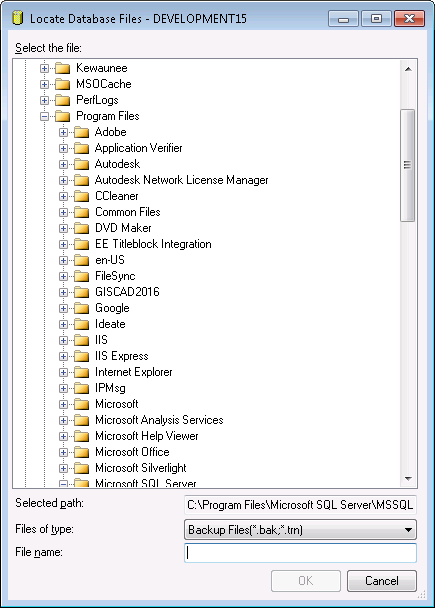 Locate Database Files - DEVELOPMENT15
Select the file:
Kewaunee
MSOCache
PerfLogs
Program Files
Adobe
Application Verifier
Autodesk
Autodesk Network License Manager
CCleaner
Common Files
DVD Maker
EE Titleblock Integration
en-US
FileSync
GISCAD2016
Google
Ideate
IIS
IIS Express
Internet Explorer
IPMsg
Microsoft
Microsoft Analysis Services
Microsoft Help Viewer
Microsoft Office
Microsoft Silverlight
Microsoft SQL Server
Selected path: C:\Program Files\Microsoft SQL Server\MSSQL
Files of type: Backup Files(*.bak;*.trn)
File name:
OK Cancel